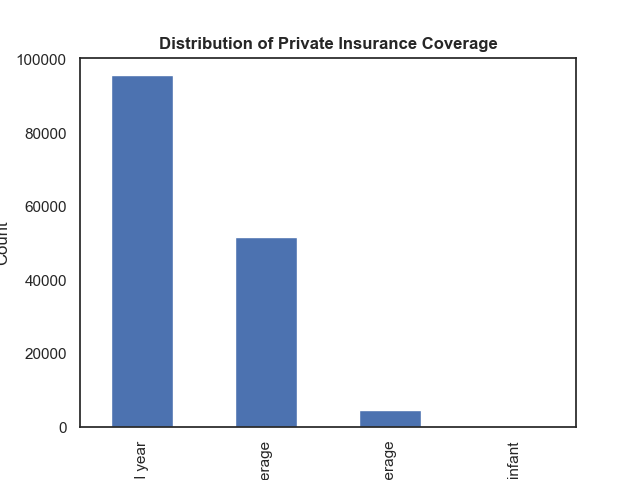 Distribution of Private Insurance Coverage
100000
80000
60000
40000
20000
0
Count
l year
erage
erage
infant